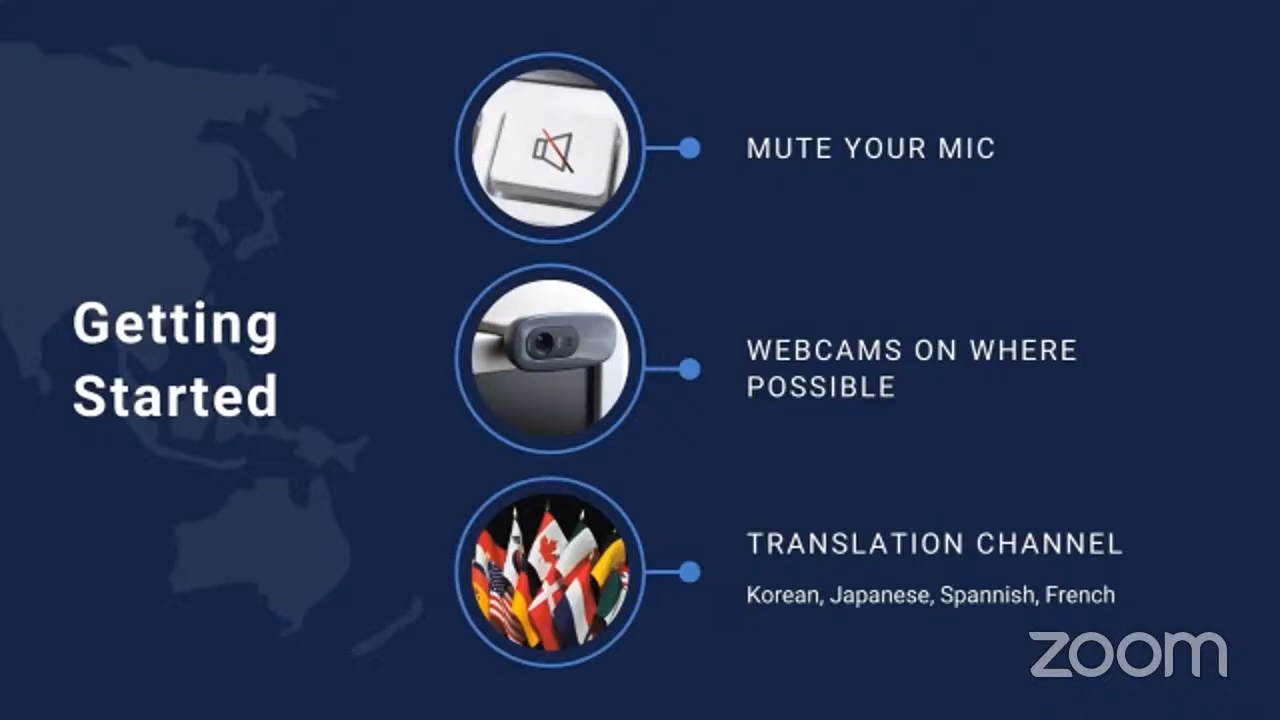 Getting
Started
MUTE YOUR MIC
WEBCAMS ON WHERE
POSSIBLE
TRANSLATION CHANNEL
Korean, Japanese, Spannish, French
zoom